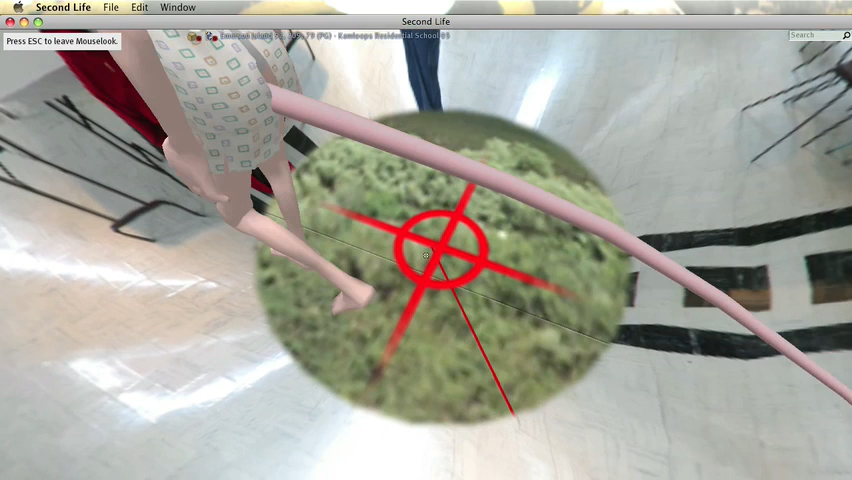 Second Life File Edit Window
Second Life
Press ESC to leave Mouselook.
(PG) - Kamloops Residential School
Search